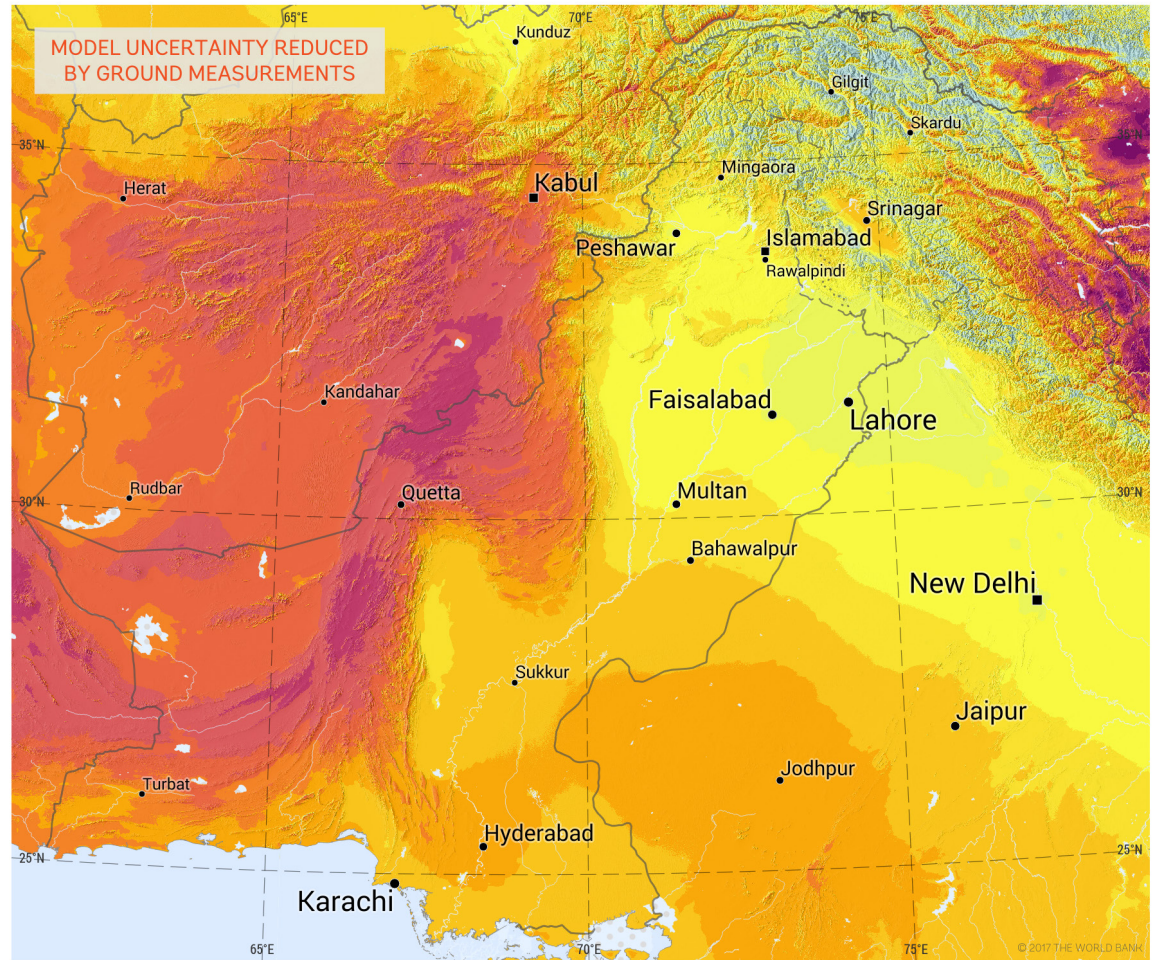 65°E
70°E
75°E
MODEL UNCERTAINTY REDUCED
BY GROUND MEASUREMENTS
Kunduz
Gilgit
Skardu
35°N
35°N
Mingaora
Herat
Kabul
Srinagar
Peshawar
Islamabad
Rawalpindi
Kandahar
Faisalabad
Lahore
Rudbar
Quetta
Multan
30°N
30°N
Bahawalpur
New Delhi
Sukkur
Jaipur
Turbat
Jodhpur
Hyderabad
25°N
25°N
Karachi
65°E
70°E
75°E
© 2017 THE WORLD BANK